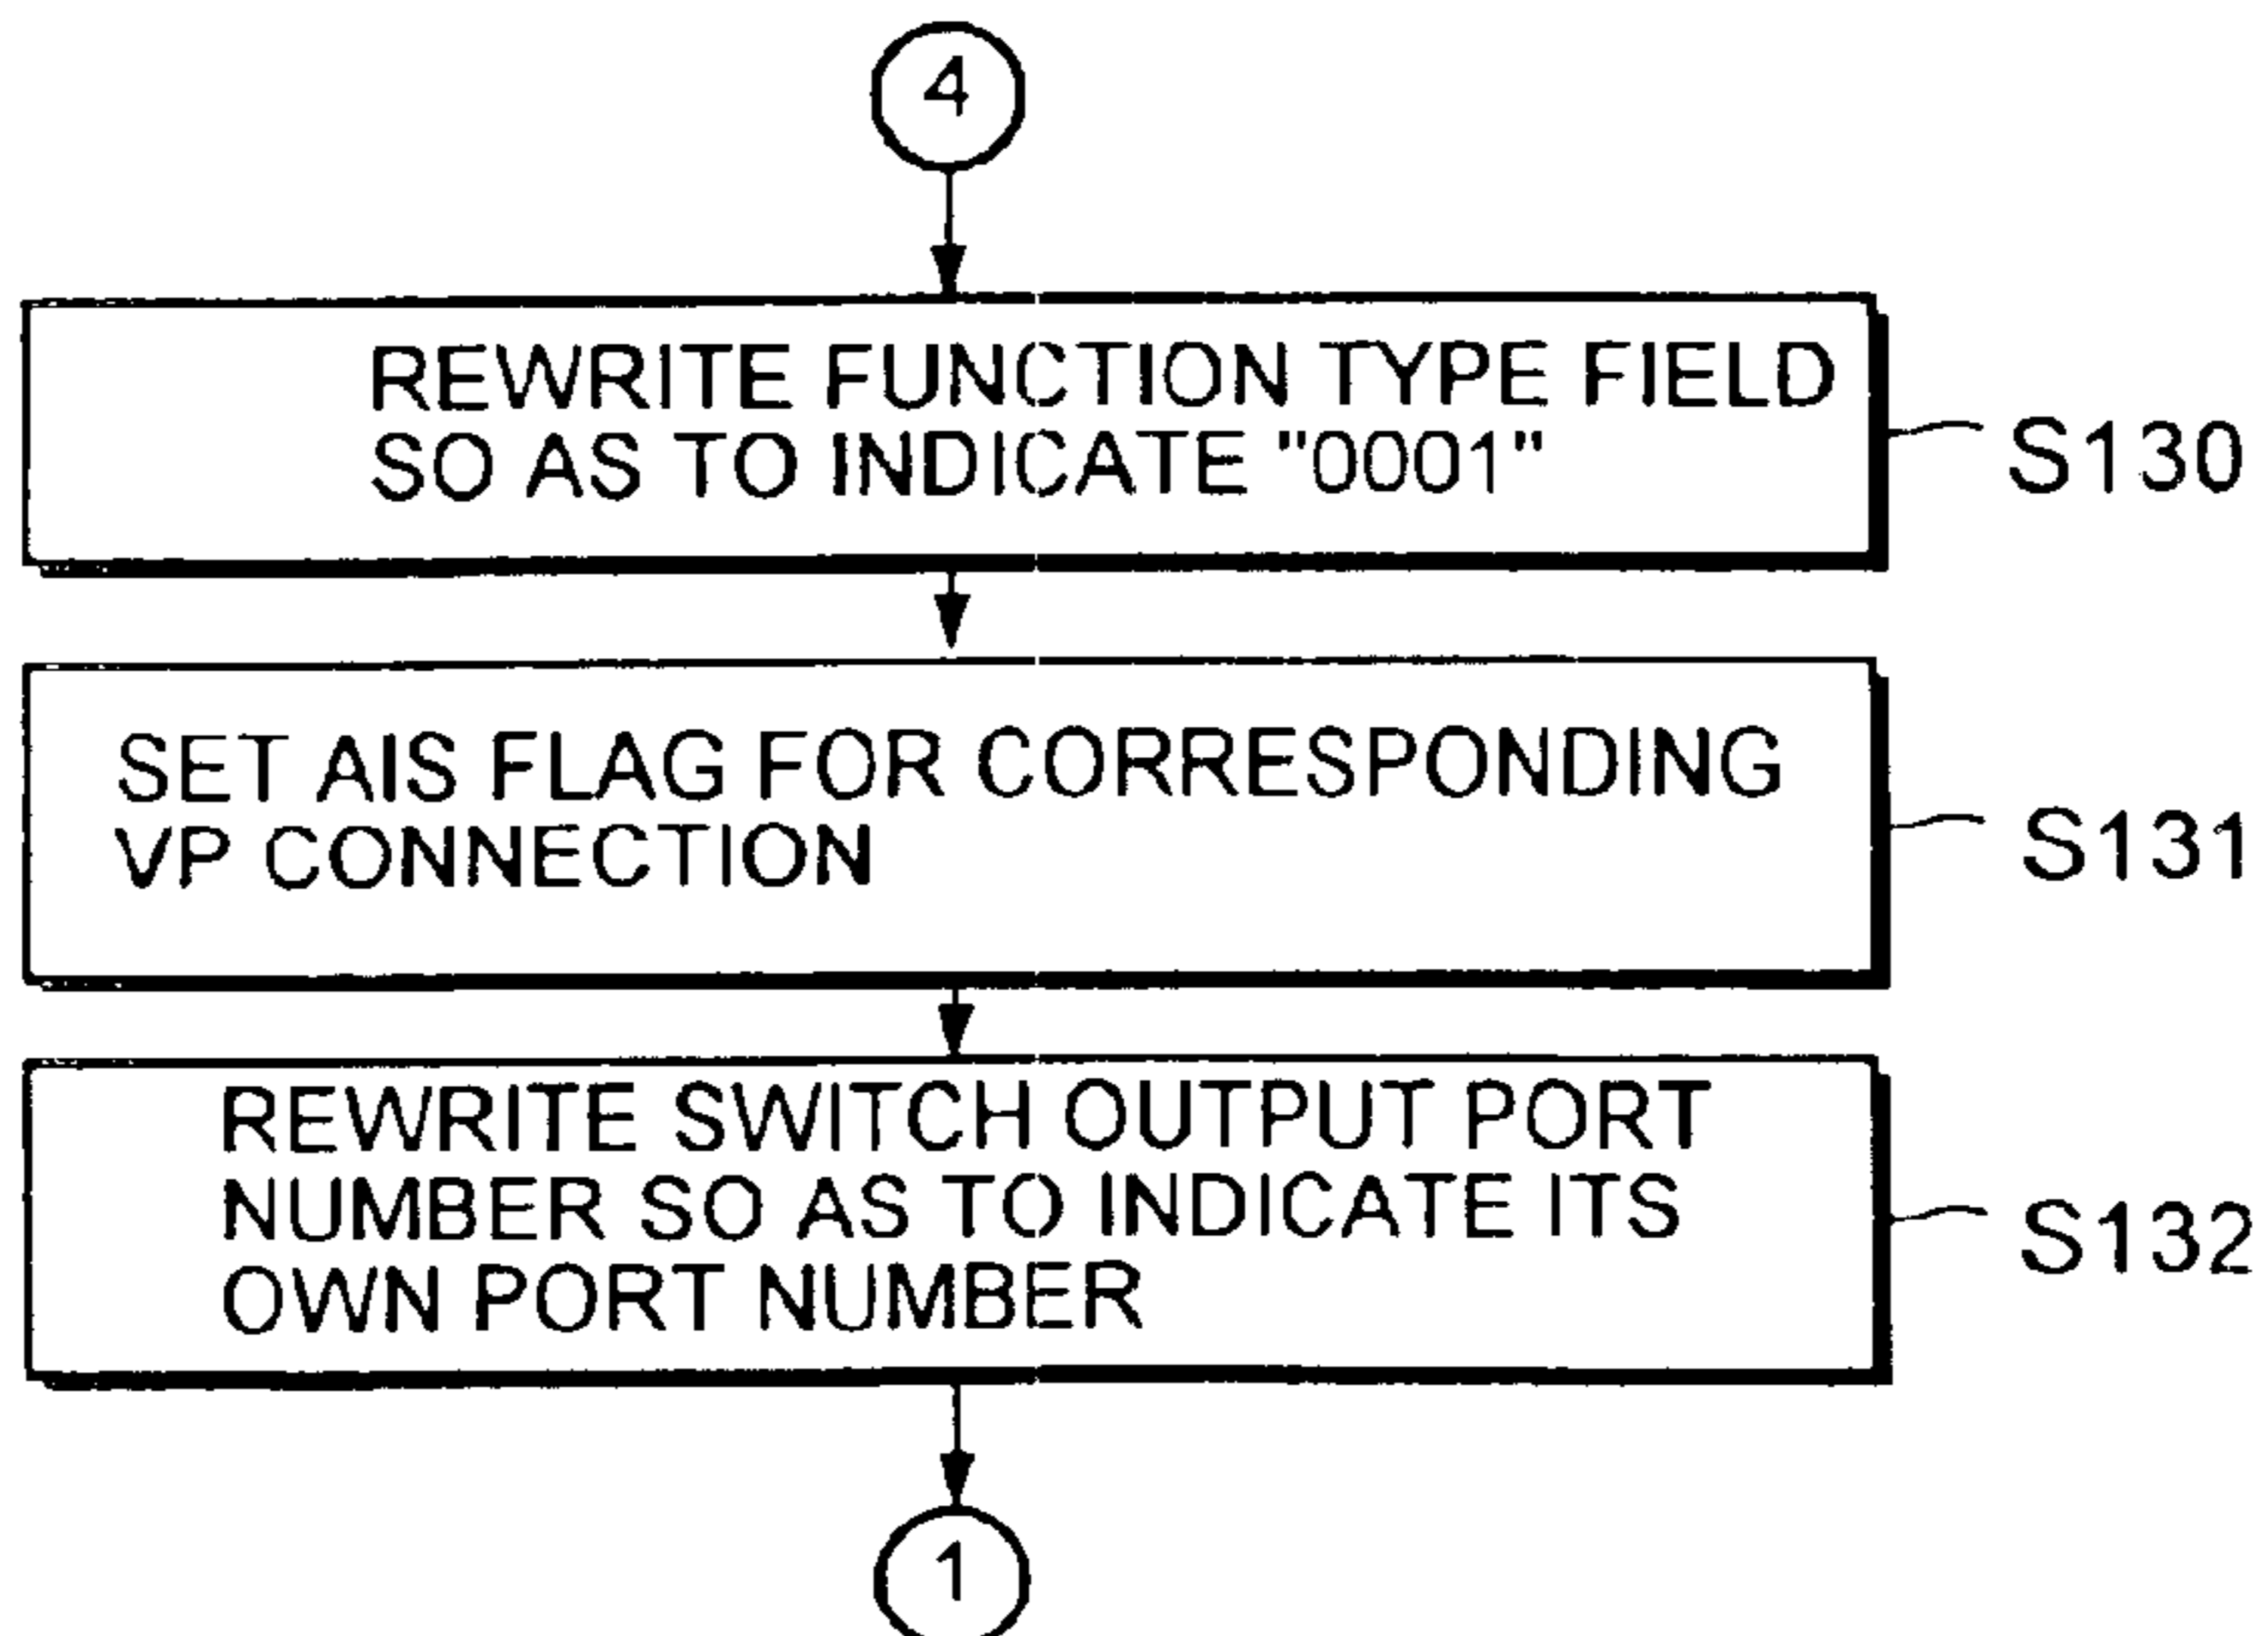 4
REWRITE FUNCTION TYPE FIELD
SO AS TO INDICATE "0001"
S130
SET AIS FLAG FOR CORRESPONDING
VP CONNECTION
S131
REWRITE SWITCH OUTPUT PORT
NUMBER SO AS TO INDICATE ITS
OWN PORT NUMBER
S132
1